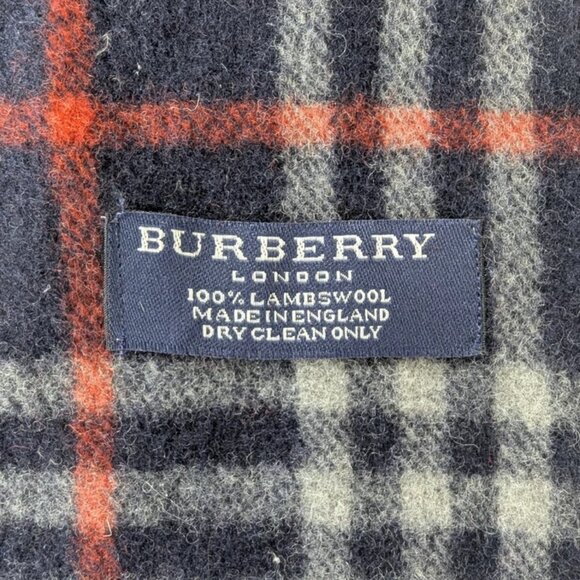 BURBERRY
LONDON
100% LAMBSWOOL
MADE IN ENGLAND
DRY CLEAN ONLY